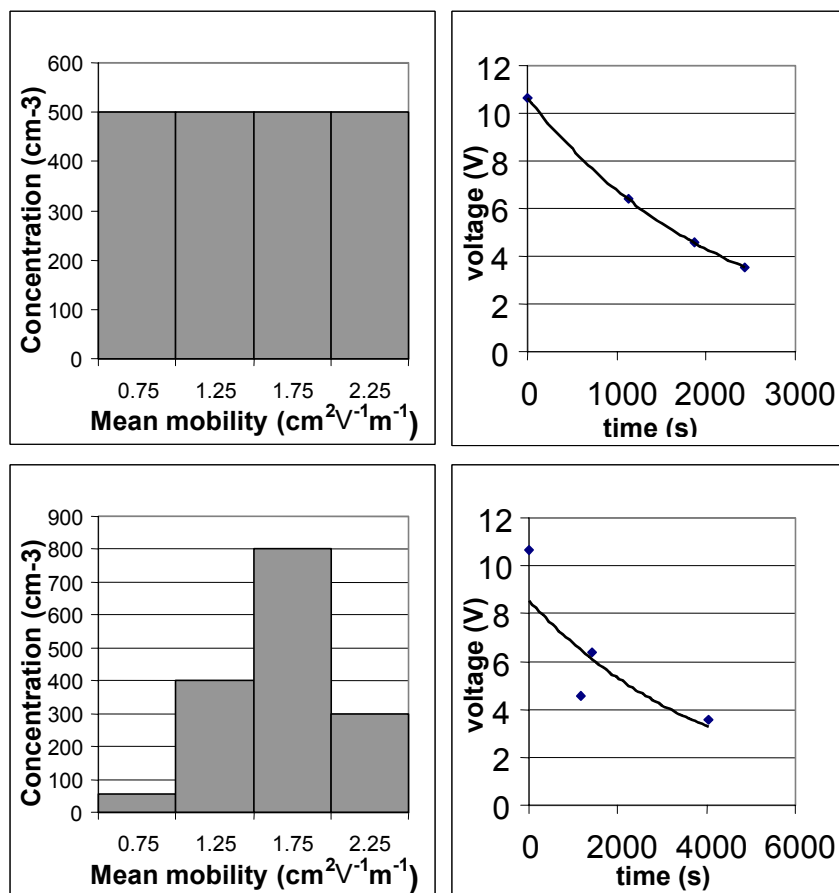 600
500
400
300
200
100
0
Concentration (cm-3)
0.75 1.25 1.75 2.25
Mean mobility (cm²V⁻¹m⁻¹)
12
10
8
6
4
2
0
voltage (V)
0 1000 2000 3000
time (s)
900
800
700
600
500
400
300
200
100
0
Concentration (cm-3)
0.75 1.25 1.75 2.25
Mean mobility (cm²V⁻¹m⁻¹)
12
10
8
6
4
2
0
voltage (V)
0 2000 4000 6000
time (s)